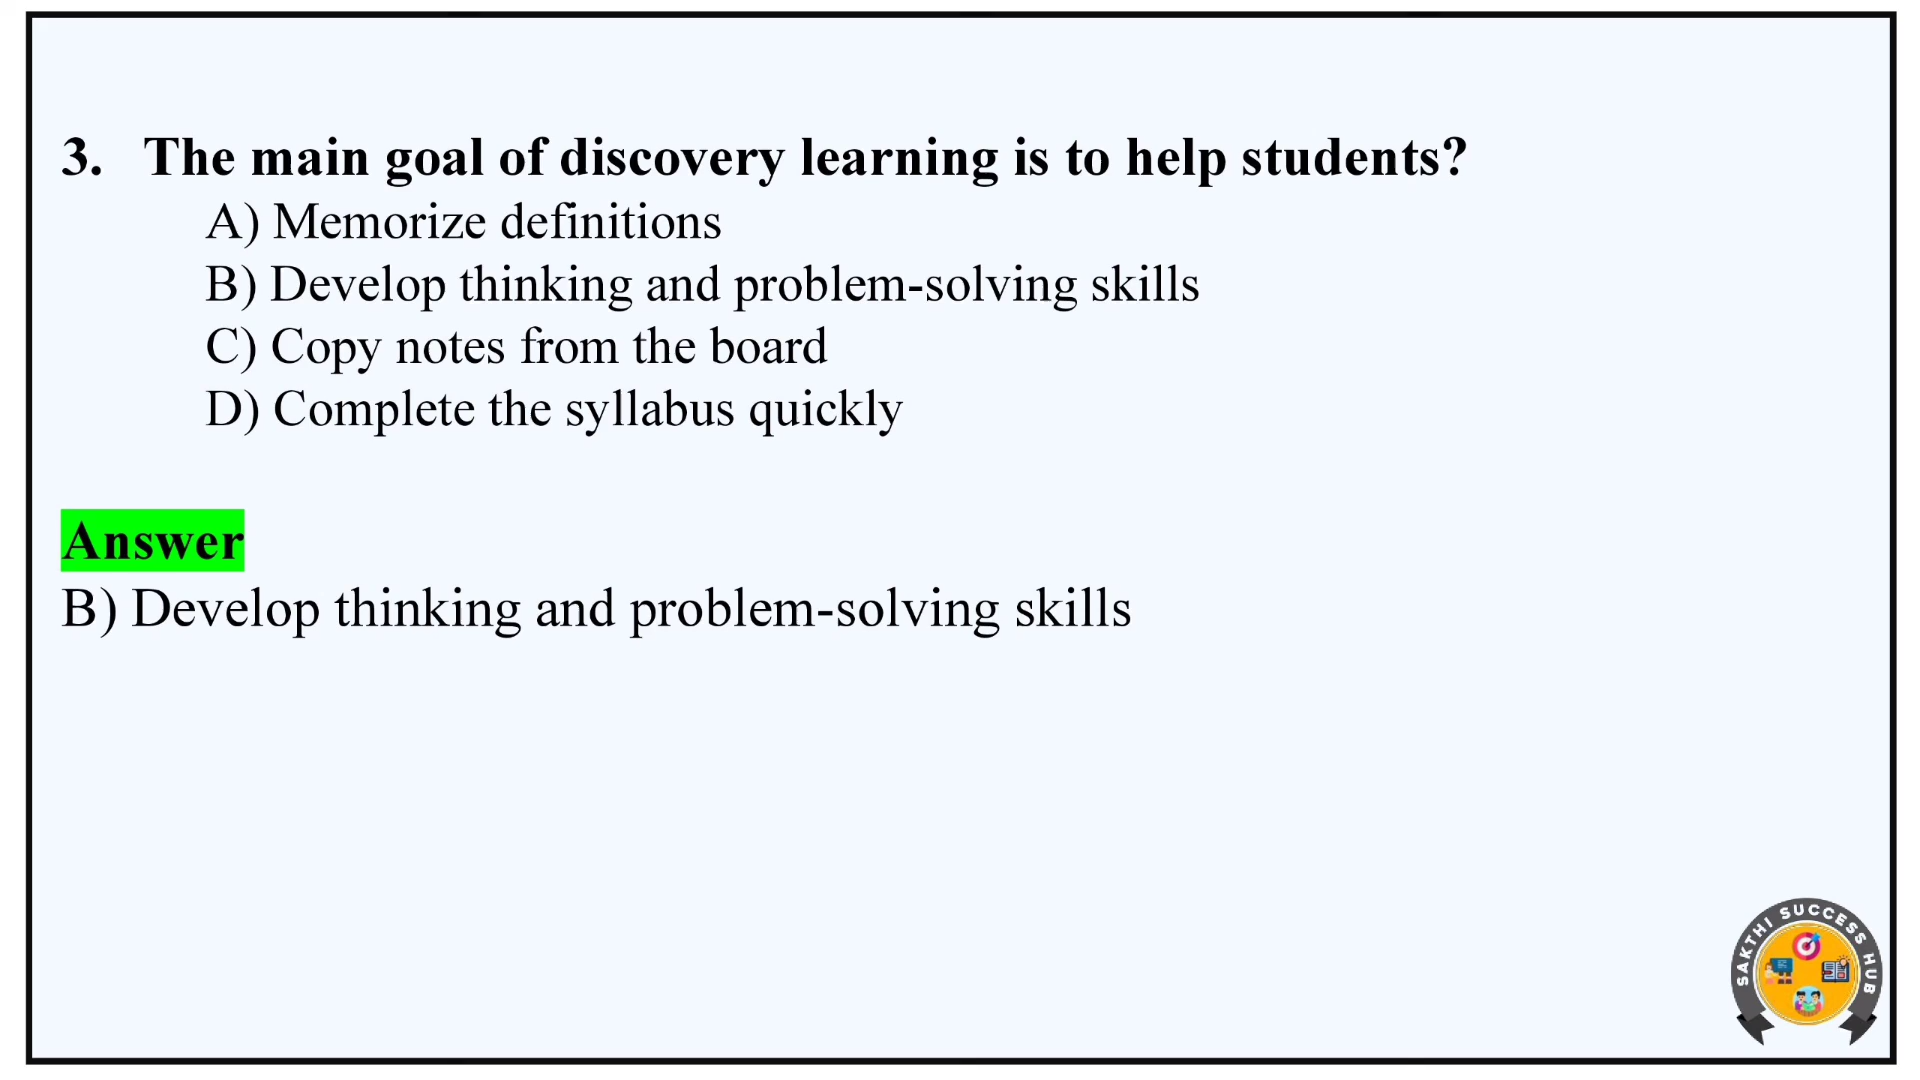 3. The main goal of discovery learning is to help students?
A) Memorize definitions
B) Develop thinking and problem-solving skills
C) Copy notes from the board
D) Complete the syllabus quickly
Answer
B) Develop thinking and problem-solving skills
SAKTHI SUCCESS HUB